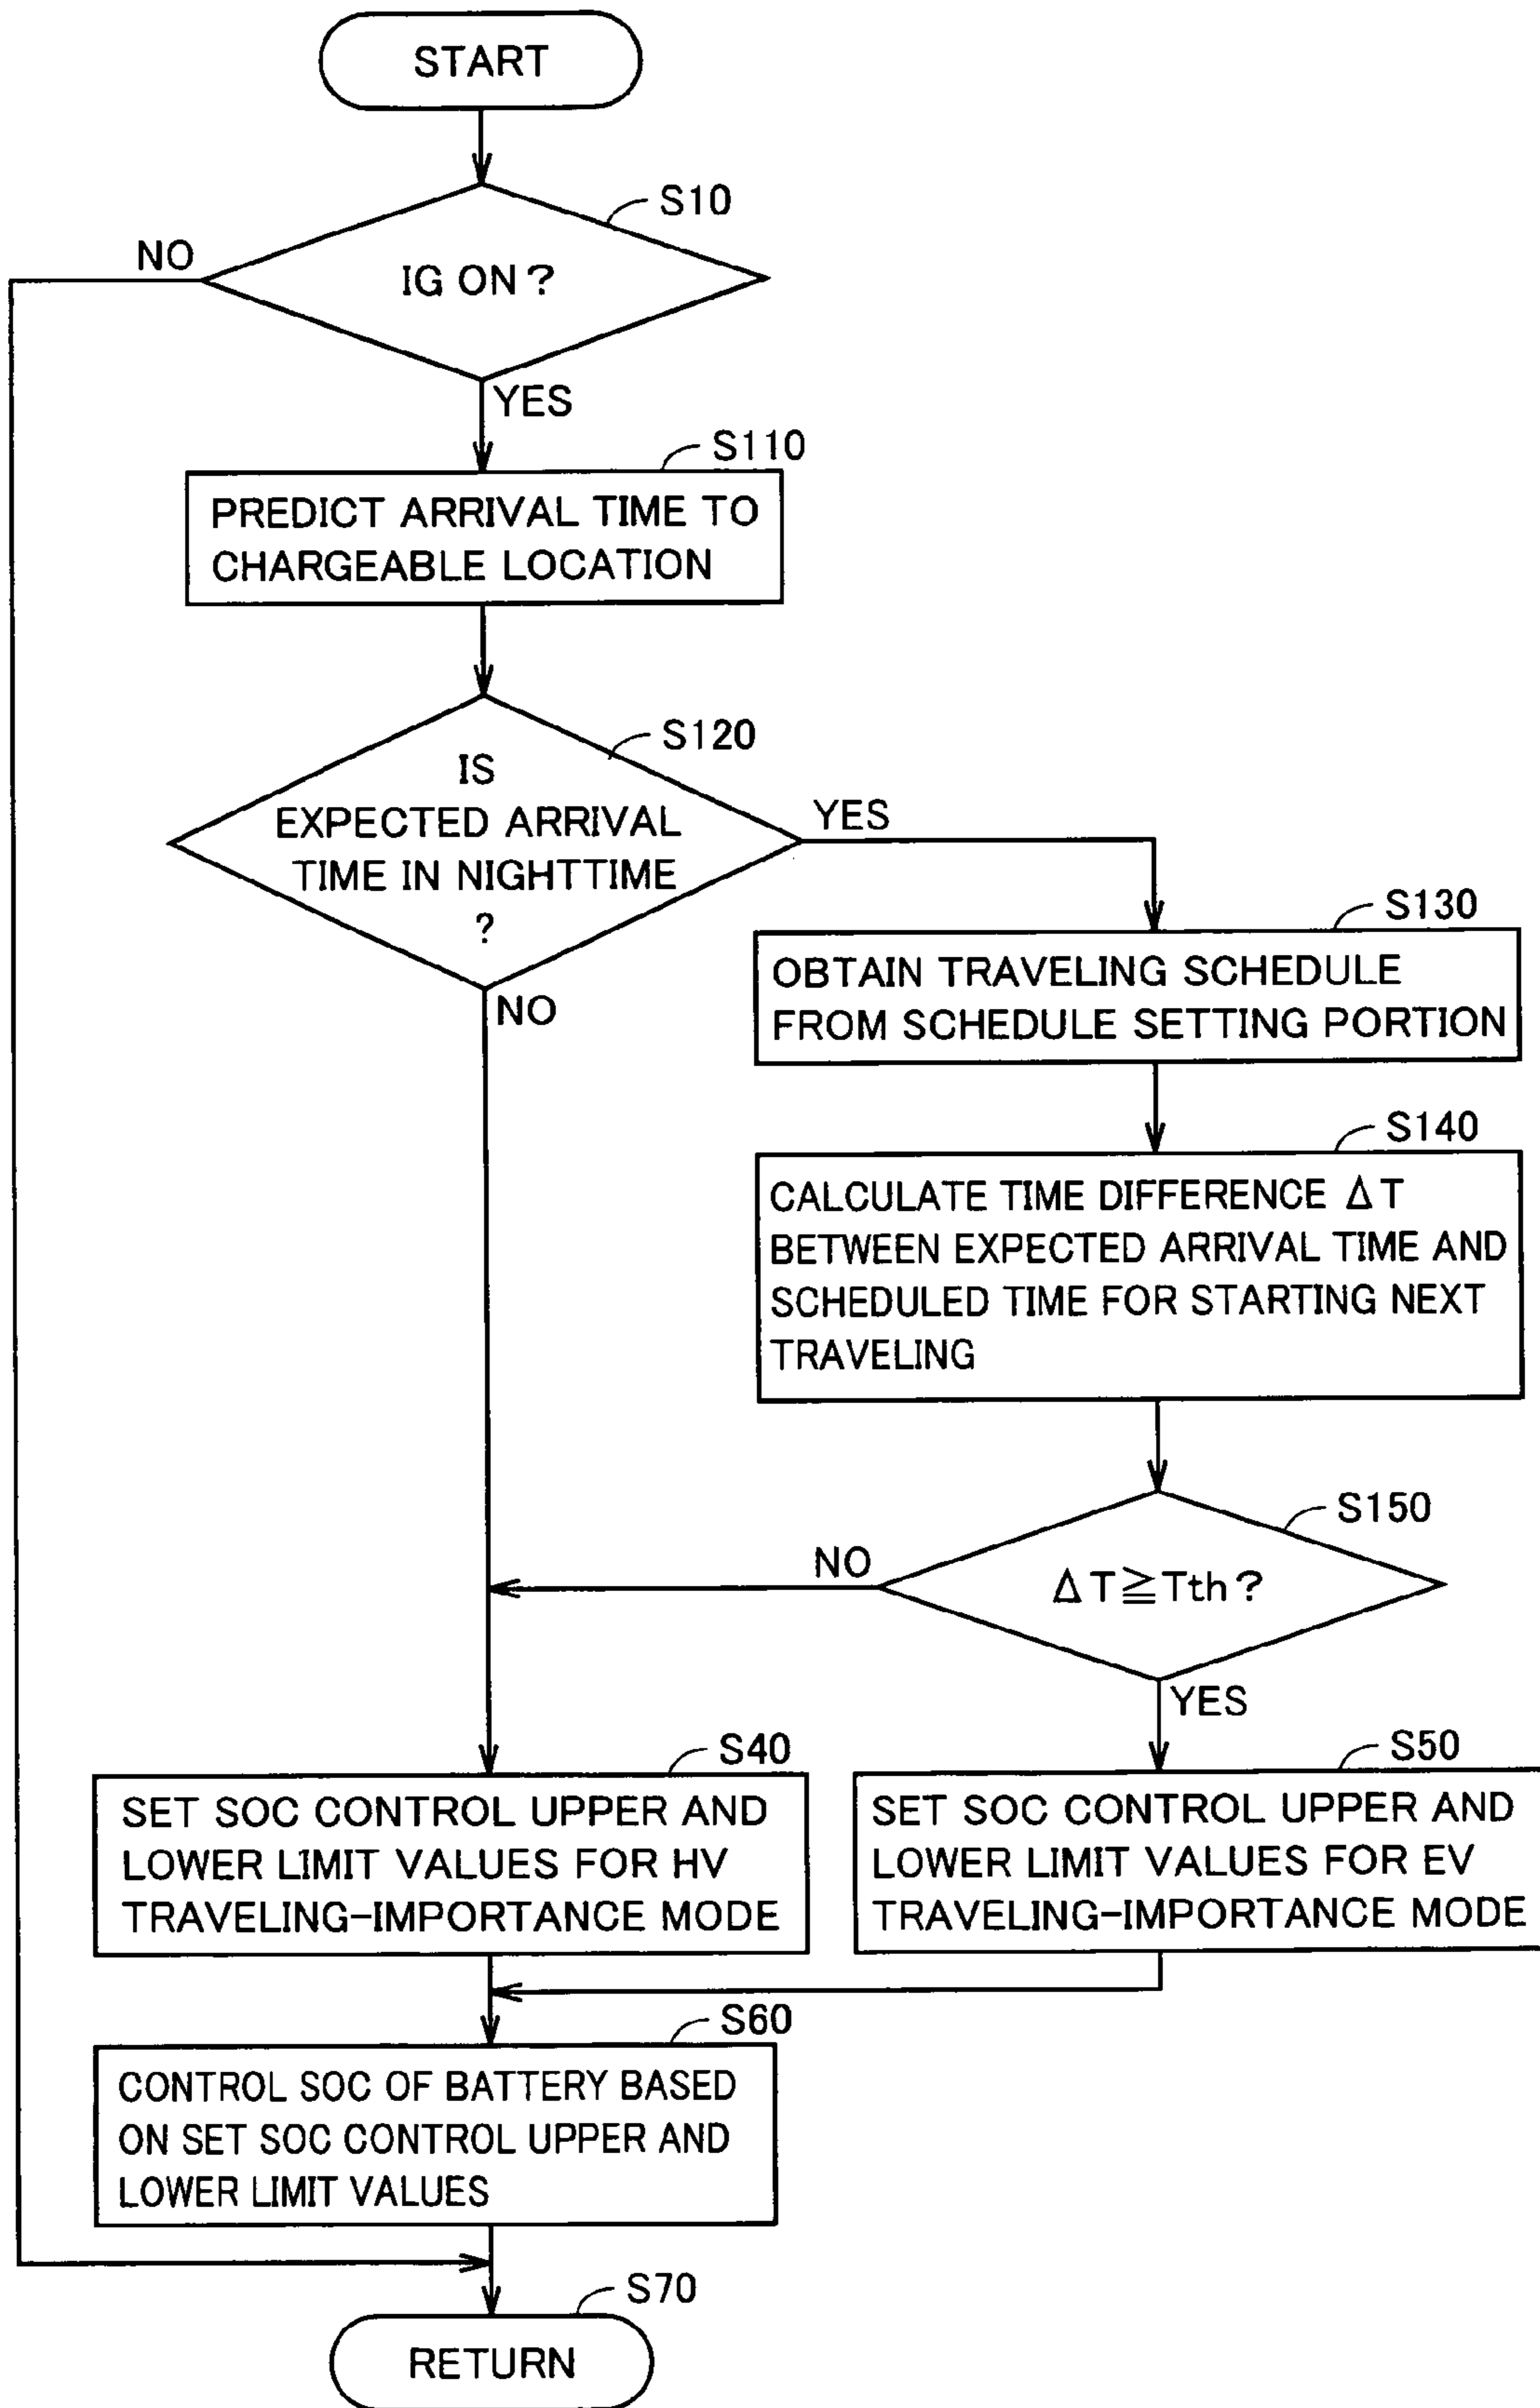 START
S10
NO
IG ON?
YES
S110
PREDICT ARRIVAL TIME TO
CHARGEABLE LOCATION
S120
IS
EXPECTED ARRIVAL
TIME IN NIGHTTIME
?
YES
NO
S130
OBTAIN TRAVELING SCHEDULE
FROM SCHEDULE SETTING PORTION
S140
CALCULATE TIME DIFFERENCE ΔT
BETWEEN EXPECTED ARRIVAL TIME AND
SCHEDULED TIME FOR STARTING NEXT
TRAVELING
S150
NO
ΔT≧Tth?
YES
S40
SET SOC CONTROL UPPER AND
LOWER LIMIT VALUES FOR HV
TRAVELING-IMPORTANCE MODE
S50
SET SOC CONTROL UPPER AND
LOWER LIMIT VALUES FOR EV
TRAVELING-IMPORTANCE MODE
S60
CONTROL SOC OF BATTERY BASED
ON SET SOC CONTROL UPPER AND
LOWER LIMIT VALUES
S70
RETURN